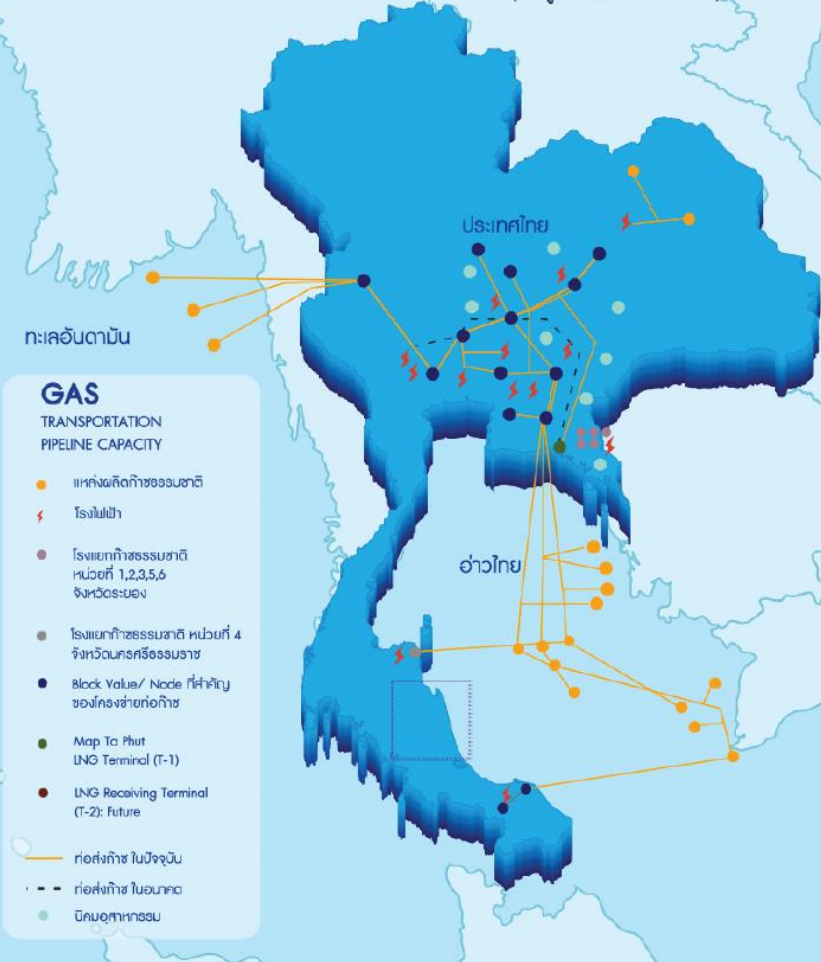 ประเทศไทย
ทะเลอันดามัน
อ่าวไทย
GAS
TRANSPORTATION
PIPELINE CAPACITY
แหล่งผลิตก๊าซธรรมชาติ
โรงไฟฟ้า
โรงแยกก๊าซธรรมชาติ
หน่วยที่ 1,2,3,5,6
จังหวัดระยอง
โรงแยกก๊าซธรรมชาติ หน่วยที่ 4
จังหวัดนครศรีธรรมราช
Block Value/ Node ที่สำคัญ
ของโครงข่ายท่อก๊าซ
Map Ta Phut
LNG Terminal (T-1)
LNG Receiving Terminal
(T-2): Future
ท่อส่งก๊าซ ในปัจจุบัน
ท่อส่งก๊าซ ในอนาคต
นิคมอุตสาหกรรม